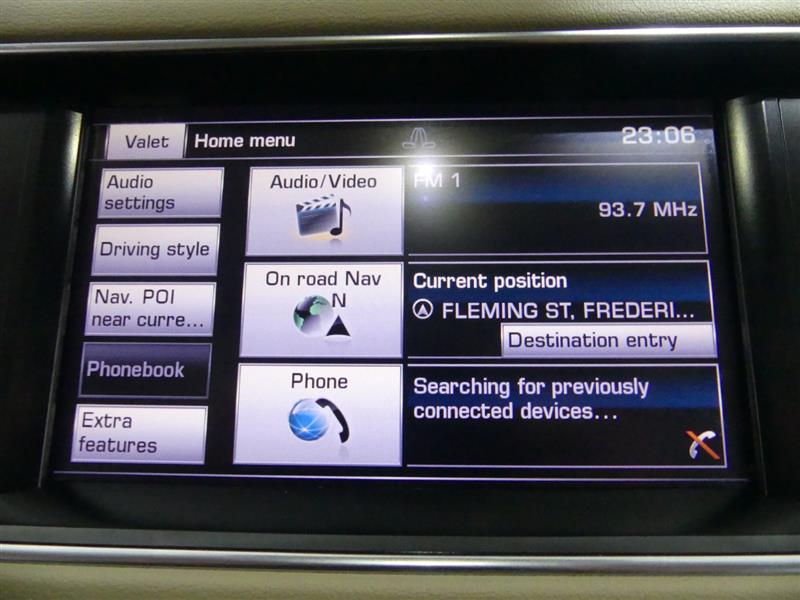 Valet
Home menu
23:06
Audio
settings
Driving style
Nav. POI
near curre...
Phonebook
Extra
features
Audio/Video
FM 1
93.7 MHz
On road Nav
N
Current position
FLEMING ST, FREDERI...
Destination entry
Phone
Searching for previously
connected devices...